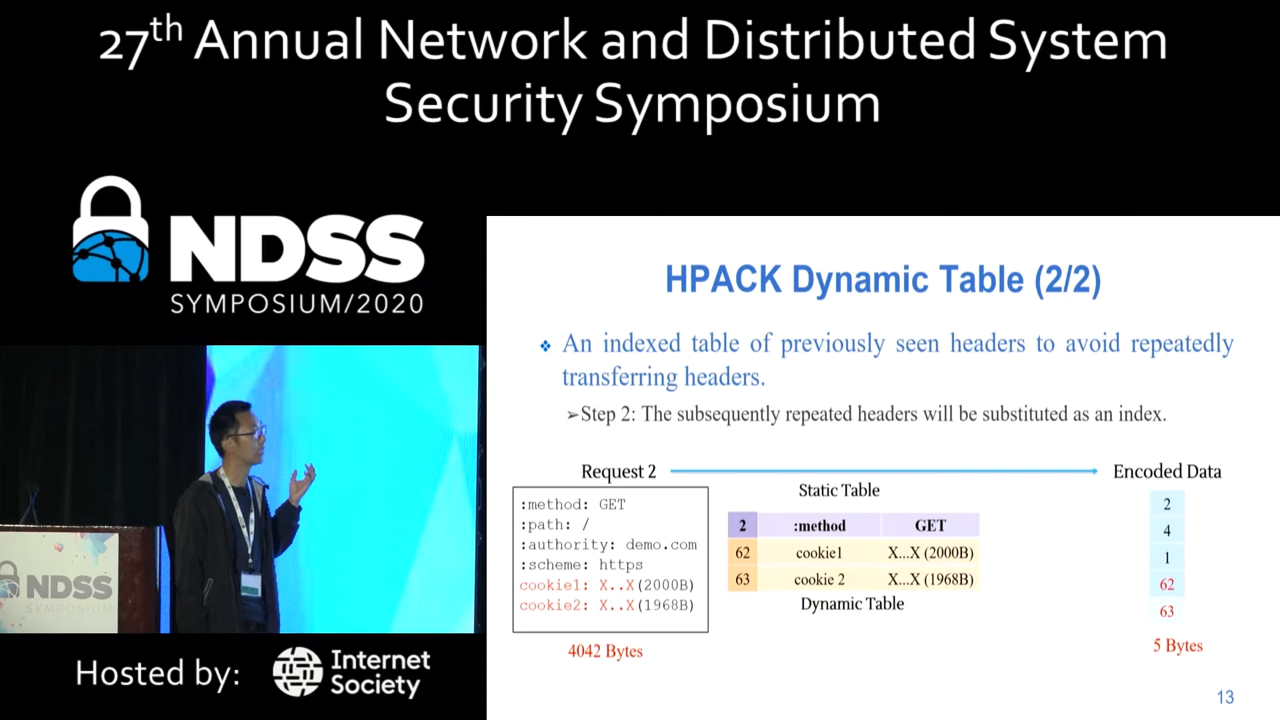 27th Annual Network and Distributed System
Security Symposium
NDSS
SYMPOSIUM/2020
HPACK Dynamic Table (2/2)
❖ An indexed table of previously seen headers to avoid repeatedly
transferring headers.
➢Step 2: The subsequently repeated headers will be substituted as an index.
Request 2
Encoded Data
:method: GET
:path: /
:authority: demo.com
:scheme: https
cookie1: X..X(2000B)
cookie2: X..X(1968B)
4042 Bytes
Static Table
2 :method GET
62 cookie1 X...X (2000B)
63 cookie 2 X...X (1968B)
Dynamic Table
2
4
1
62
63
5 Bytes
13
NDSS
SYMPOSIUM
Hosted by:
Internet
Society